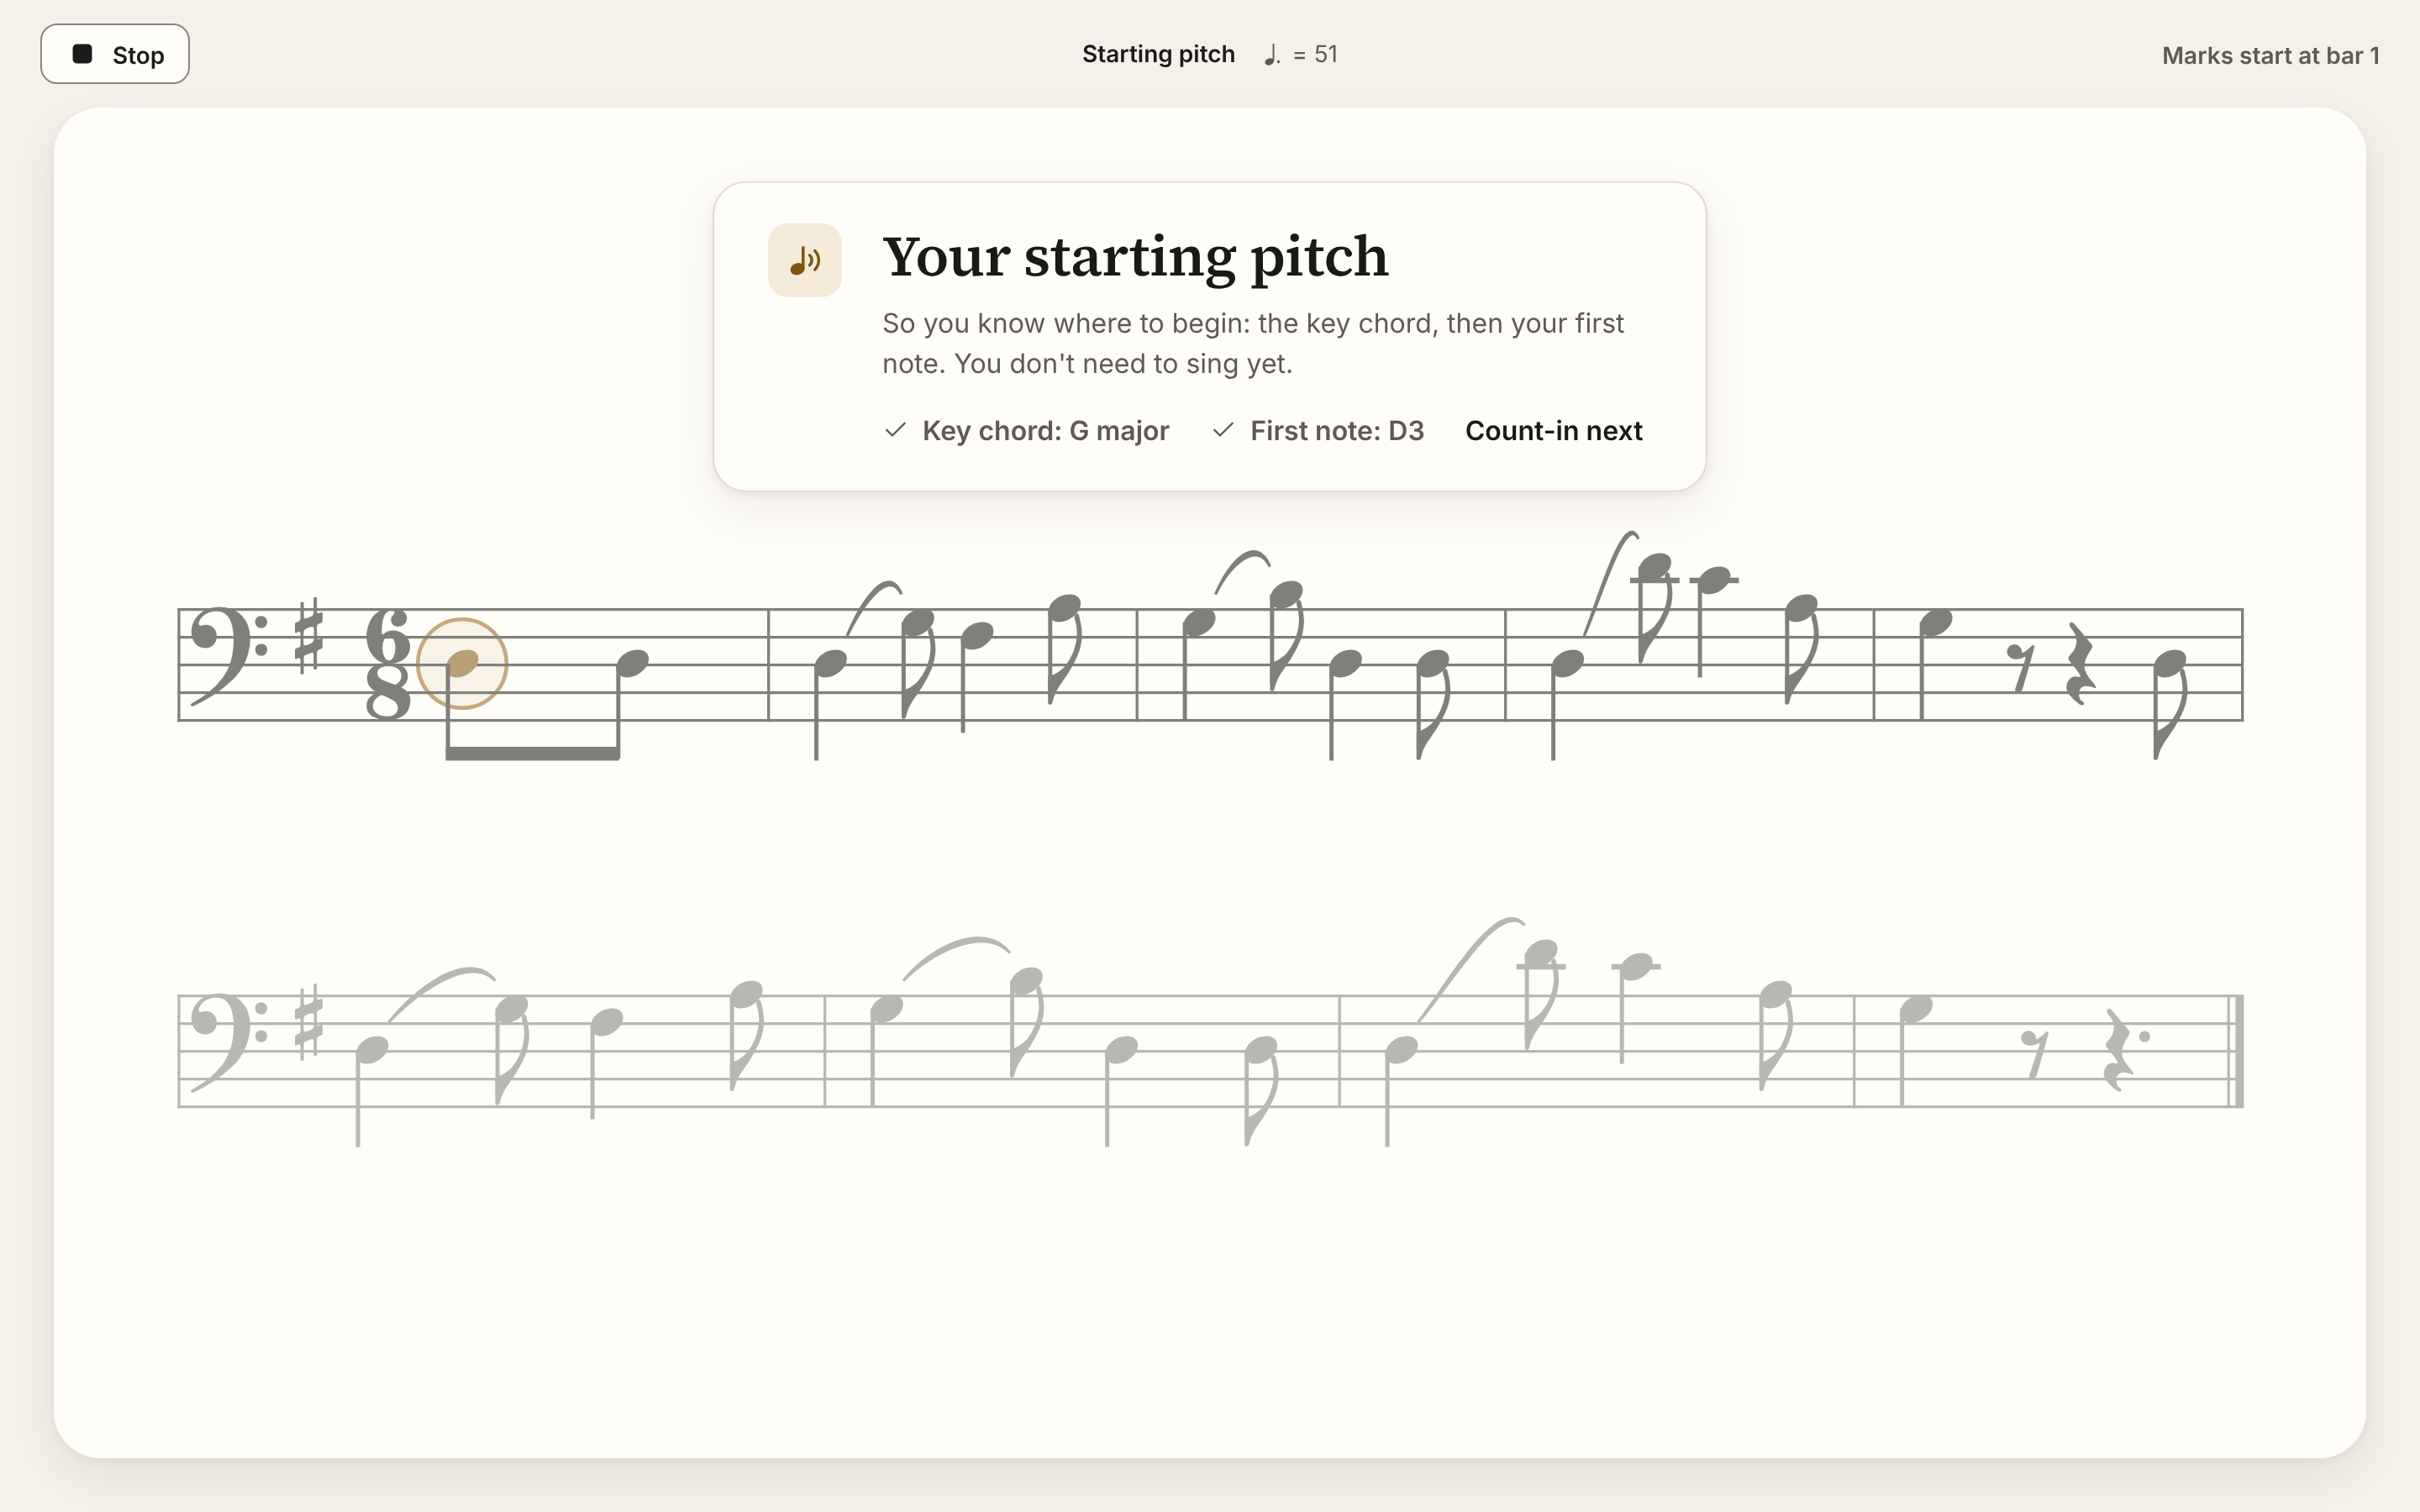 Stop
Starting pitch ♩. = 51
Marks start at bar 1
Your starting pitch
So you know where to begin: the key chord, then your first
note. You don't need to sing yet.
Key chord: G major First note: D3 Count-in next
6
8